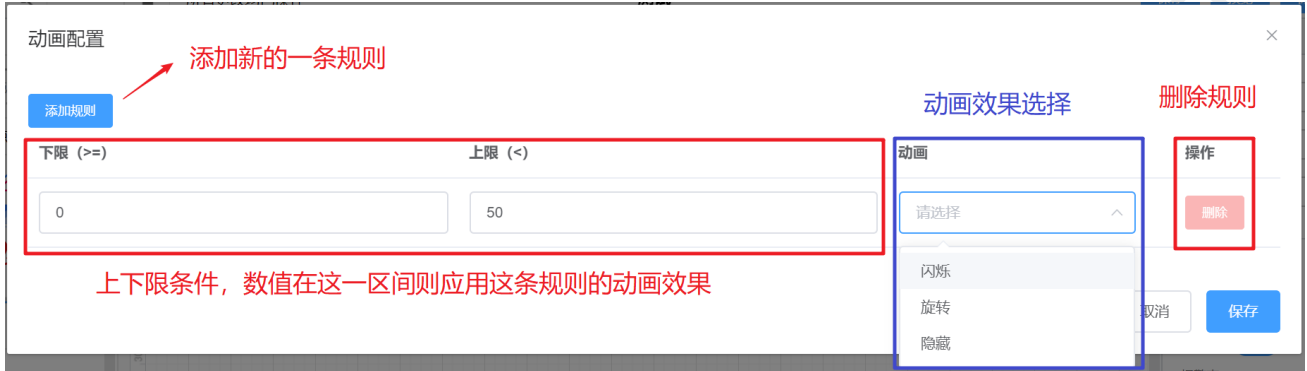 动画配置
添加新的一条规则
添加规则
动画效果选择
删除规则
下限（>=）
上限（<）
动画
操作
0
50
请选择
删除
闪烁
上下限条件，数值在这一区间则应用这条规则的动画效果
旋转
取消
保存
隐藏